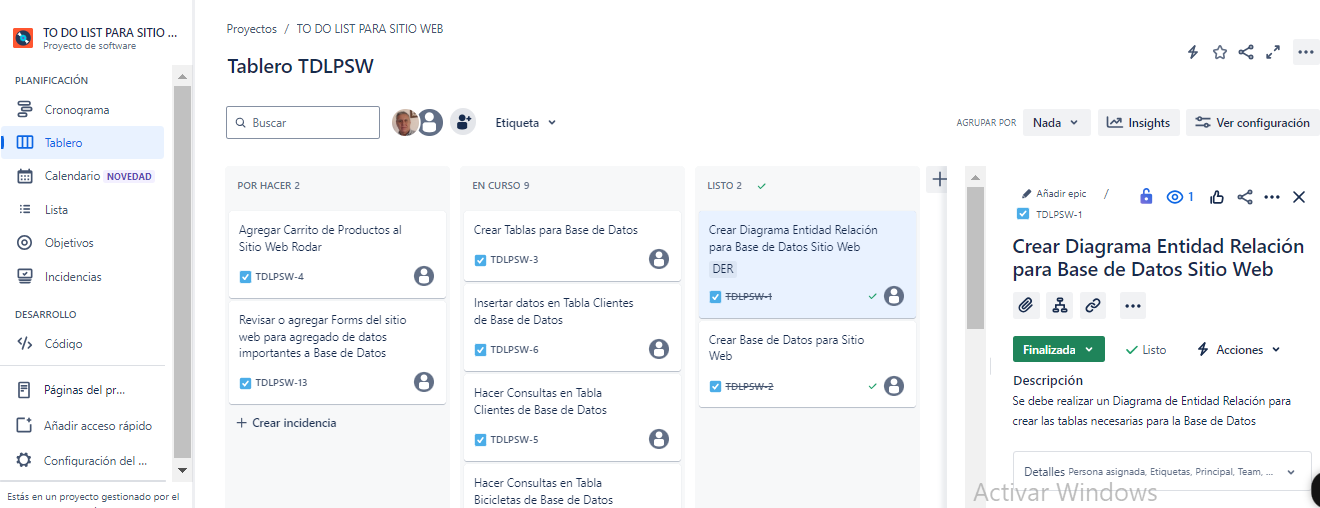 TO DO LIST PARA SITIO ...
Proyecto de software
PLANIFICACIÓN
Cronograma
Tablero
Calendario NOVEDAD
Lista
Objetivos
Incidencias
DESARROLLO
Código
Páginas del pr...
Añadir acceso rápido
Configuración del ...
Estás en un proyecto gestionado por el
Proyectos / TO DO LIST PARA SITIO WEB
Tablero TDLPSW
Buscar
Etiqueta
AGRUPAR POR
Nada
Insights
Ver configuración
POR HACER 2
Agregar Carrito de Productos al
Sitio Web Rodar
TDLPSW-4
Revisar o agregar Forms del sitio
web para agregado de datos
importantes a Base de Datos
TDLPSW-13
+ Crear incidencia
EN CURSO 9
Crear Tablas para Base de Datos
TDLPSW-3
Insertar datos en Tabla Clientes
de Base de Datos
TDLPSW-6
Hacer Consultas en Tabla
Clientes de Base de Datos
TDLPSW-5
Hacer Consultas en Tabla
Bicicletas de Base de Datos
LISTO 2
Crear Diagrama Entidad Relación
para Base de Datos Sitio Web
DER
TDLPSW-1
Crear Base de Datos para Sitio
Web
TDLPSW-2
Añadir epic /
1
TDLPSW-1
Crear Diagrama Entidad Relación
para Base de Datos Sitio Web
Finalizada
Listo
Acciones
Descripción
Se debe realizar un Diagrama de Entidad Relación para
crear las tablas necesarias para la Base de Datos
Detalles Persona asignada, Etiquetas, Principal, Team, ...
Activar Windows